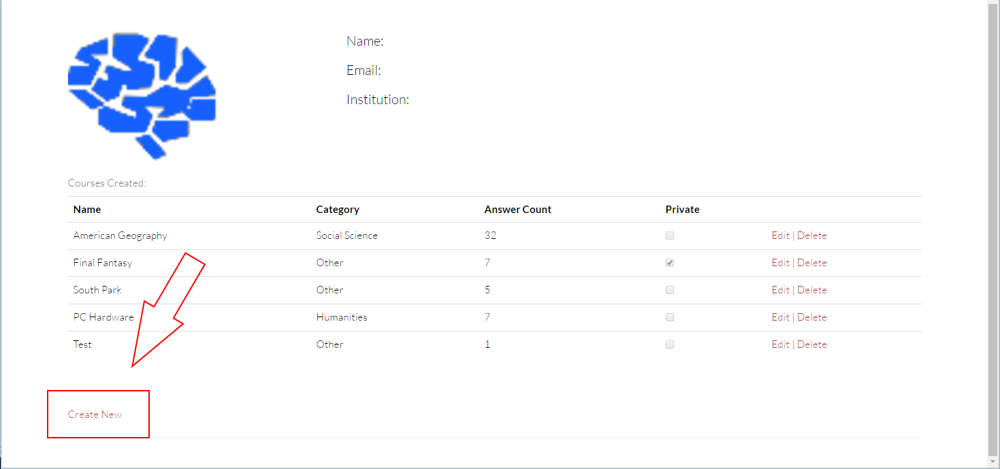 Name:
Email:
Institution:
Courses Created:
Name Category Answer Count Private
American Geography Social Science 32 Edit | Delete
Final Fantasy Other 7 Edit | Delete
South Park Other 5 Edit | Delete
PC Hardware Humanities 7 Edit | Delete
Test Other 1 Edit | Delete
Create New